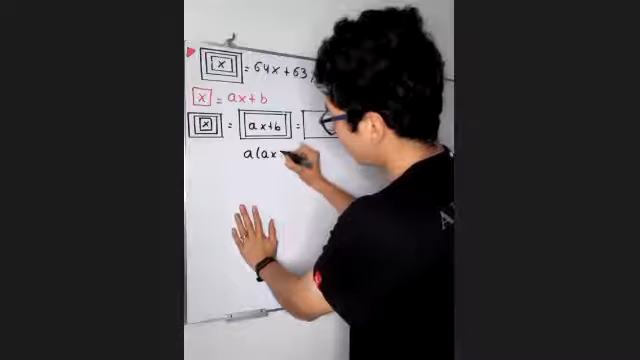 x = 64x + 63
x = ax + b
x = ax+b =
a(ax